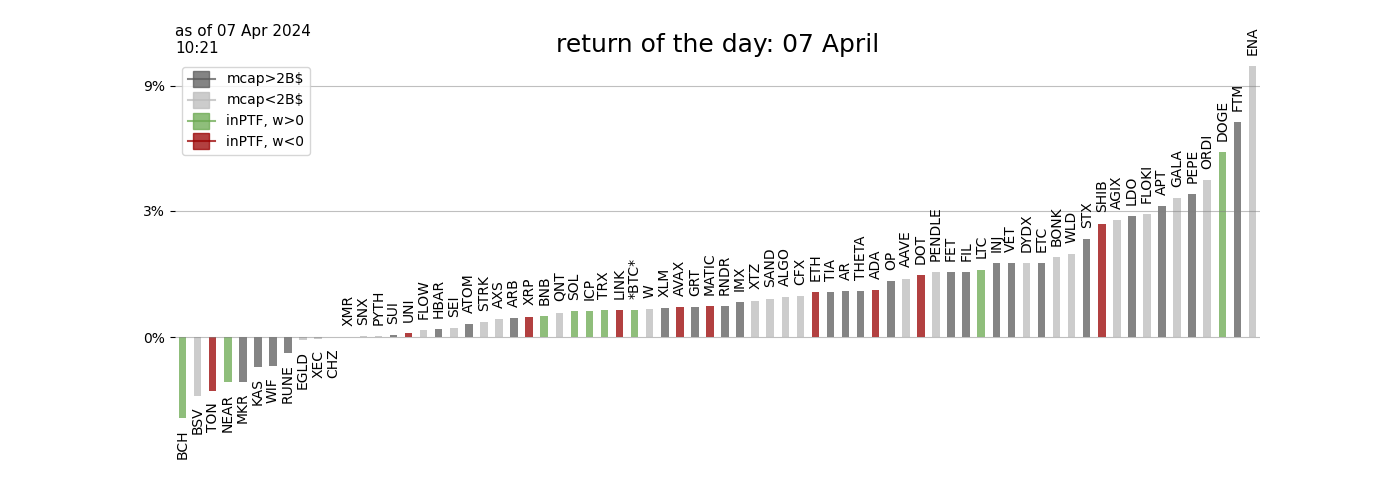 as of 07 Apr 2024
10:21
return of the day: 07 April
mcap>2B$
mcap<2B$
inPTF, w>0
inPTF, w<0
9%
3%
0%
BCH
BSV
TON
NEAR
MKR
KAS
WIF
RUNE
EGLD
XEC
CHZ
XMR
SNX
PYTH
SUI
UNI
FLOW
HBAR
SEI
ATOM
STRK
AXS
ARB
XRP
BNB
QNT
SOL
ICP
TRX
LINK
*BTC*
W
XLM
AVAX
GRT
MATIC
RNDR
IMX
XTZ
SAND
ALGO
CFX
ETH
TIA
AR
THETA
ADA
OP
AAVE
DOT
PENDLE
FET
FIL
LTC
INJ
VET
DYDX
ETC
BONK
WLD
STX
SHIB
AGIX
LDO
FLOKI
APT
GALA
PEPE
ORDI
DOGE
FTM
ENA